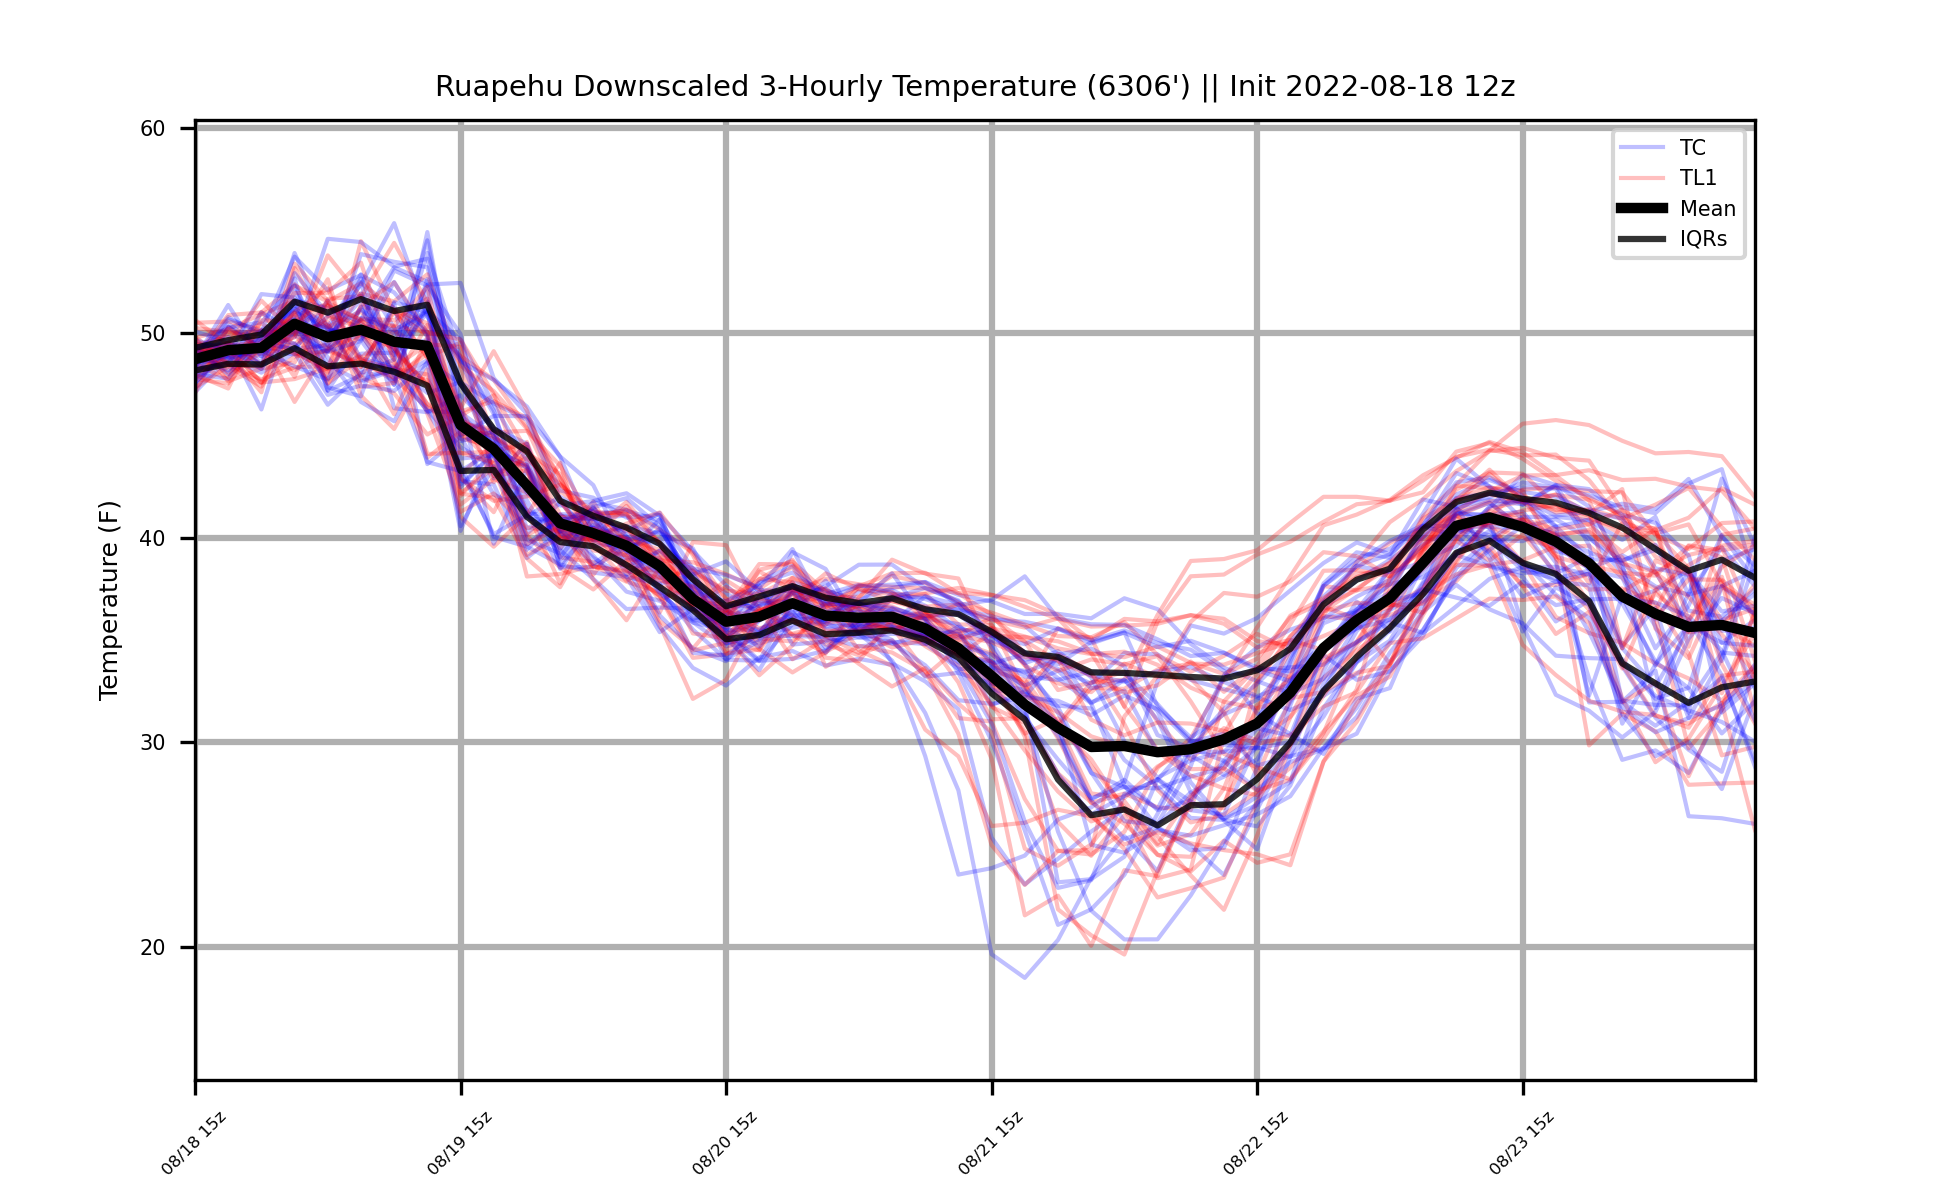 Ruapehu Downscaled 3-Hourly Temperature (6306') || Init 2022-08-18 12z
TC
TL1
Mean
IQRs
Temperature (F)
60
50
40
30
20
08/18 15z
08/19 15z
08/20 15z
08/21 15z
08/22 15z
08/23 15z